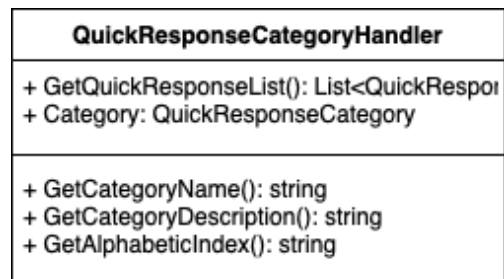 QuickResponseCategoryHandler
+ GetQuickResponseList(): List<QuickRespor
+ Category: QuickResponseCategory
+ GetCategoryName(): string
+ GetCategoryDescription(): string
+ GetAlphabeticIndex(): string